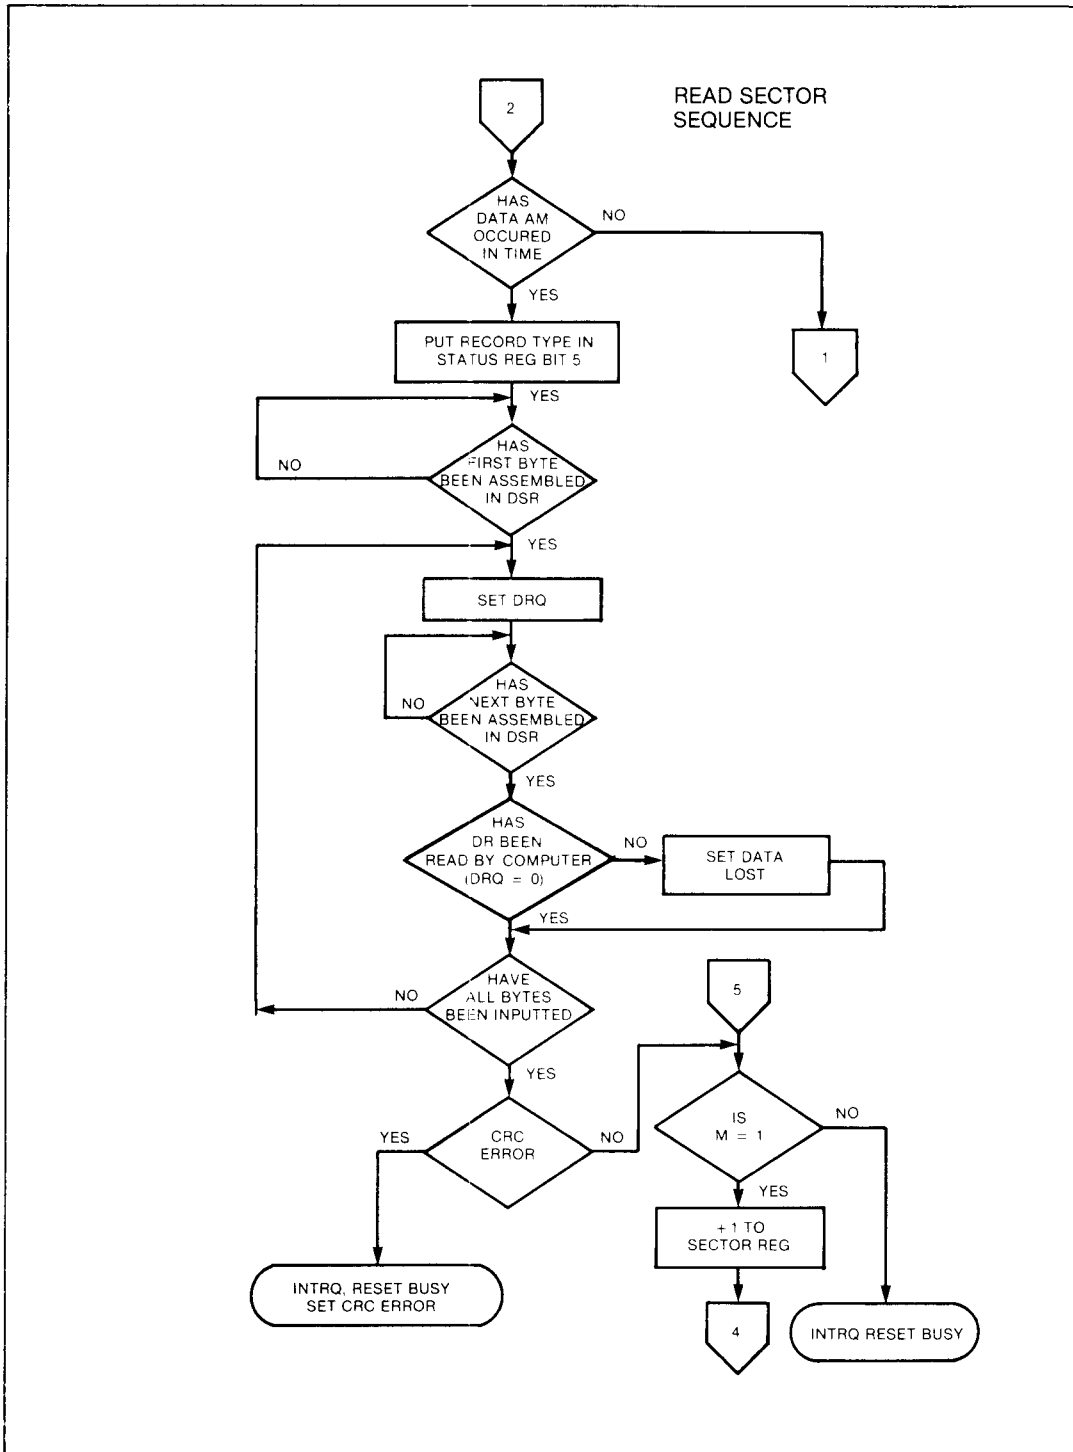 2
READ SECTOR
SEQUENCE
HAS
DATA AM
OCCURED
IN TIME
NO
YES
PUT RECORD TYPE IN
STATUS REG BIT 5
1
YES
HAS
FIRST BYTE
BEEN ASSEMBLED
IN DSR
NO
YES
SET DRQ
HAS
NEXT BYTE
BEEN ASSEMBLED
IN DSR
NO
YES
HAS
DR BEEN
READ BY COMPUTER
(DRQ = 0)
NO
SET DATA
LOST
YES
HAVE
ALL BYTES
BEEN INPUTTED
NO
5
YES
CRC
ERROR
YES
NO
IS
M = 1
NO
YES
+ 1 TO
SECTOR REG
INTRQ, RESET BUSY
SET CRC ERROR
4
INTRQ RESET BUSY